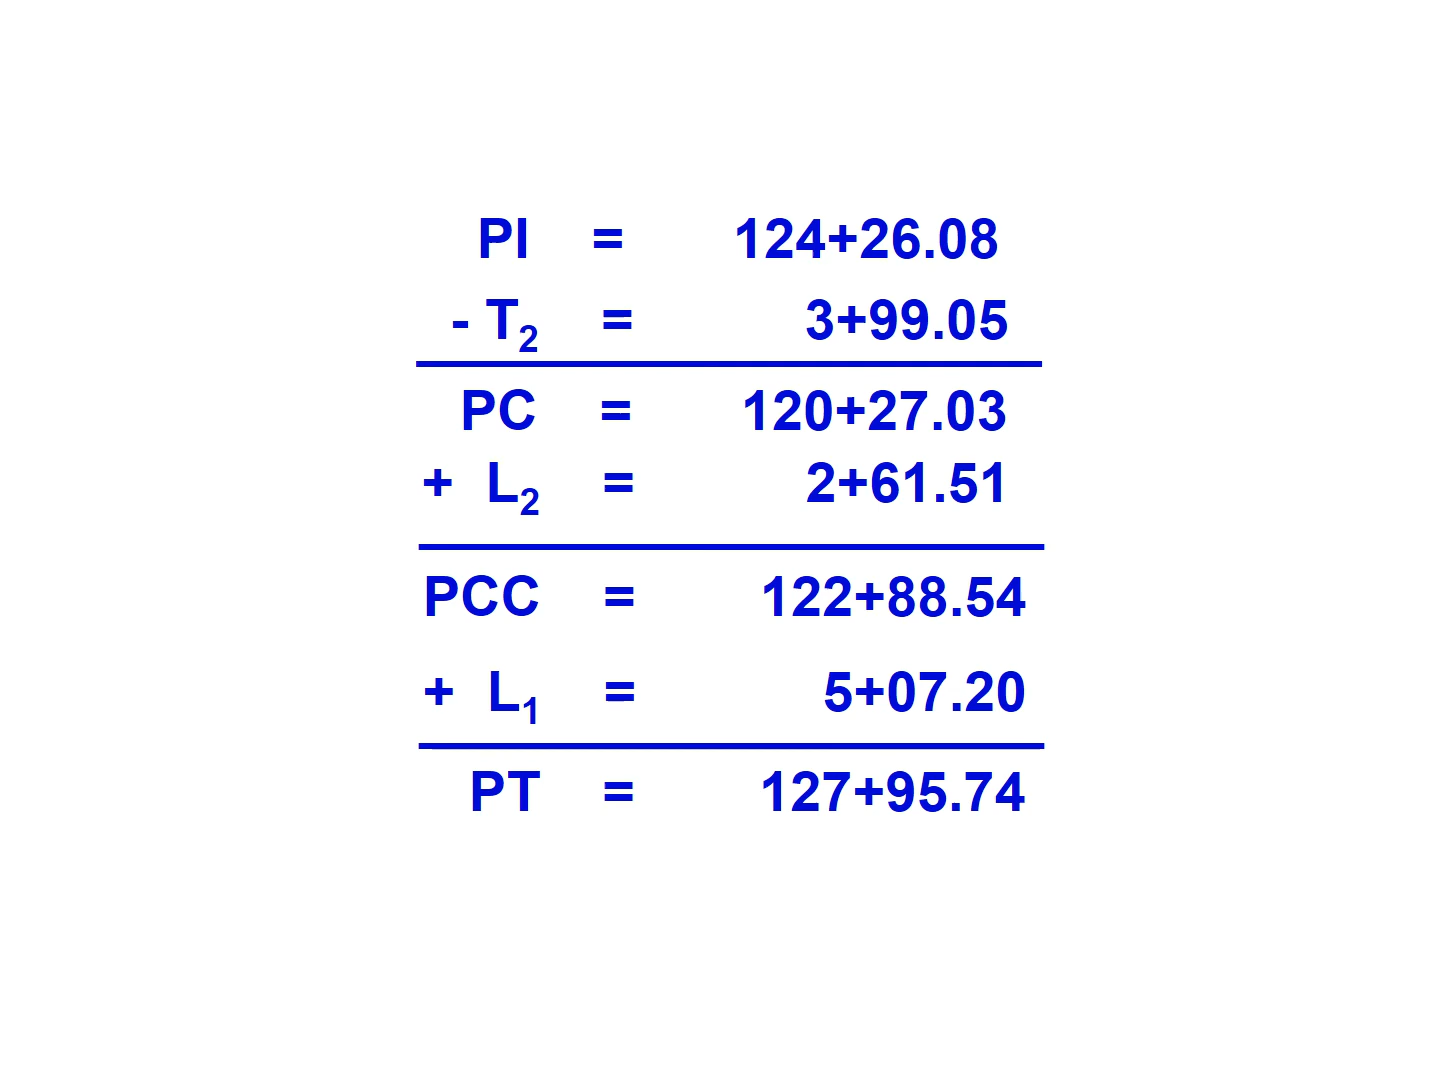 PI = 124+26.08
- T₂ = 3+99.05
PC = 120+27.03
+ L₂ = 2+61.51
PCC = 122+88.54
+ L₁ = 5+07.20
PT = 127+95.74